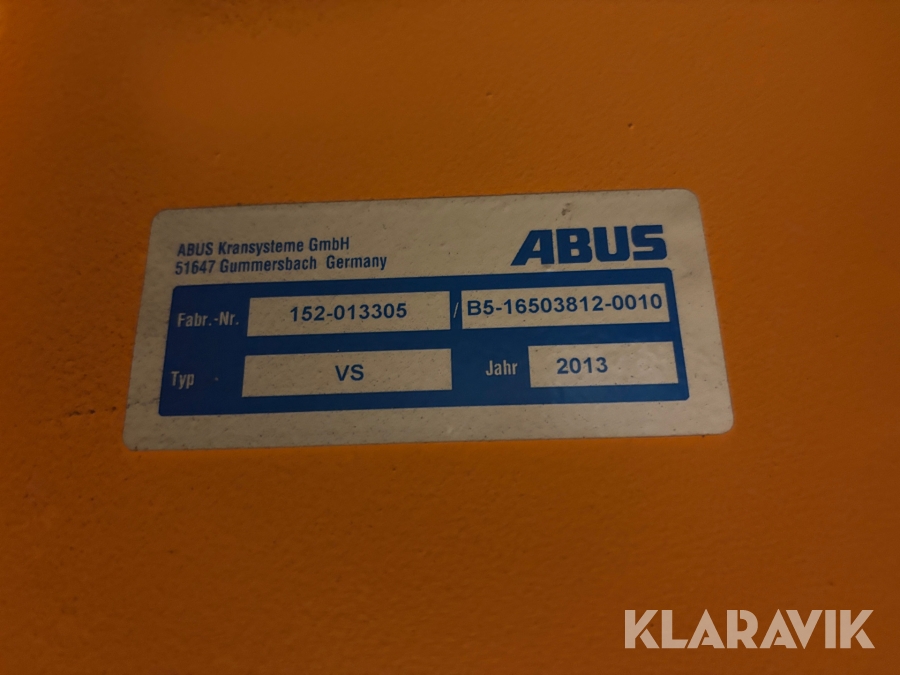 ABUS Kransysteme GmbH
51647 Gummersbach Germany
ABUS
Fabr.-Nr. 152-013305 / B5-16503812-0010
Typ VS Jahr 2013
KLARAVIK